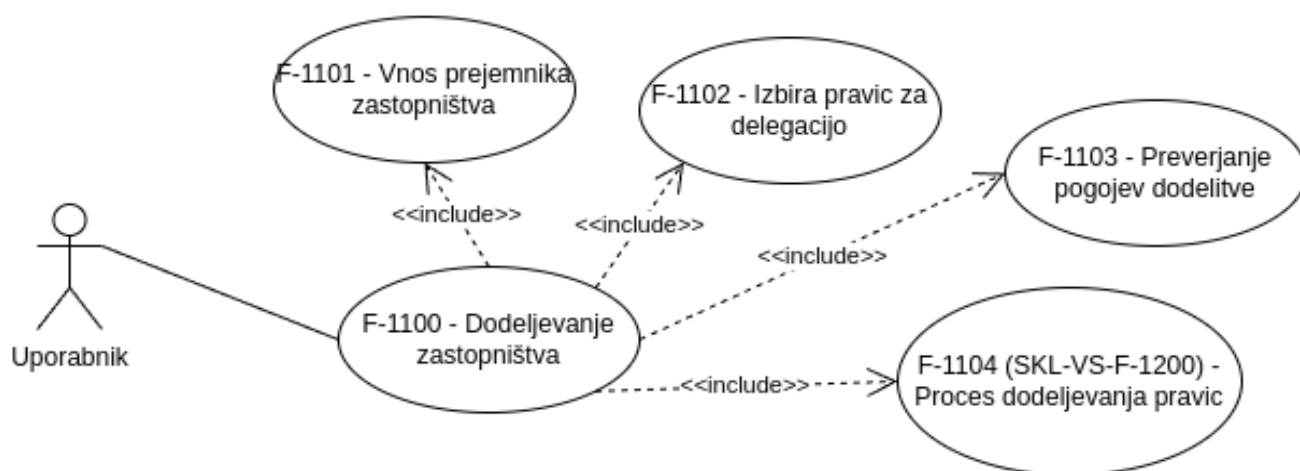 F-1101 - Vnos prejemnika
zastopništva
F-1102 - Izbira pravic za
delegacijo
F-1103 - Preverjanje
pogojev dodelitve
<<include>>
<<include>>
<<include>>
F-1100 - Dodeljevanje
zastopništva
Uporabnik
<<include>>
F-1104 (SKL-VS-F-1200) -
Proces dodeljevanja pravic